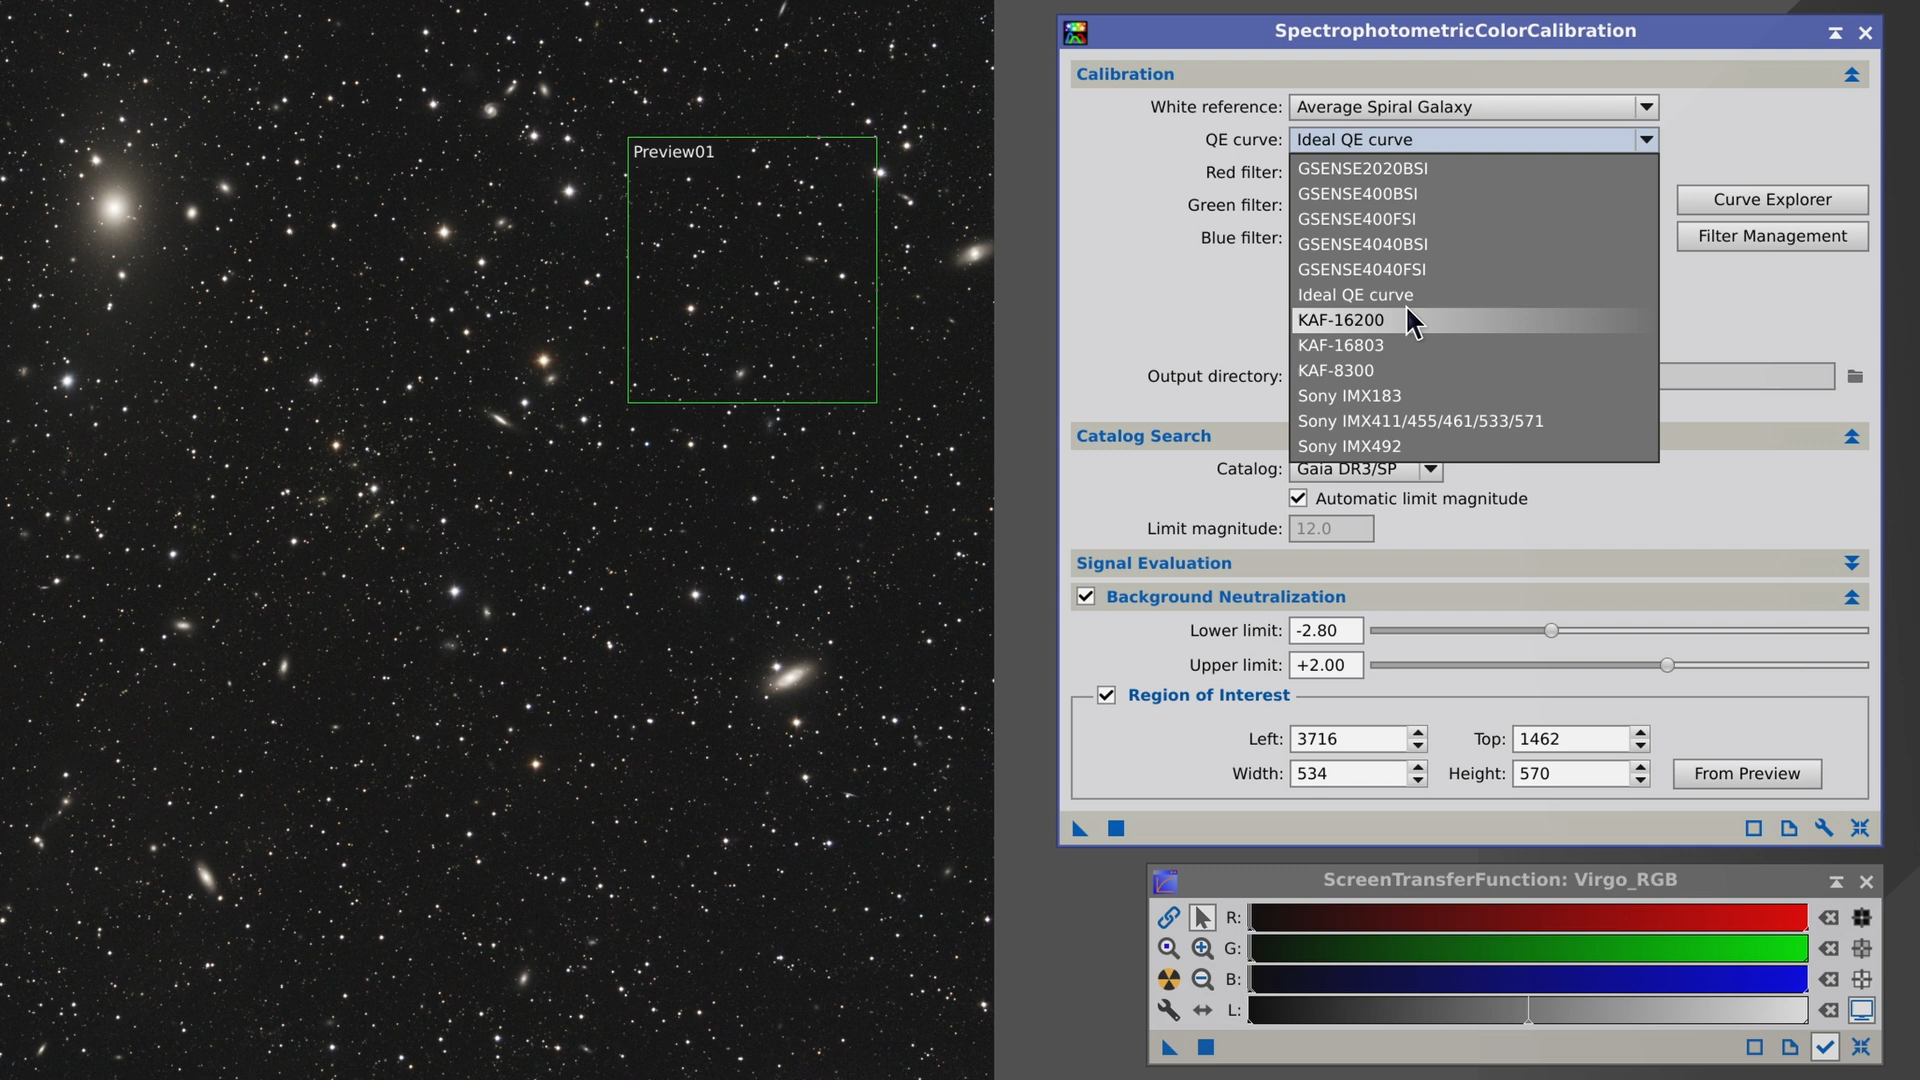 Preview01
SpectrophotometricColorCalibration
Calibration
White reference: Average Spiral Galaxy
QE curve: Ideal QE curve
Red filter:
Green filter:
Blue filter:
GSENSE2020BSI
GSENSE400BSI
GSENSE400FSI
GSENSE4040BSI
GSENSE4040FSI
Ideal QE curve
KAF-16200
KAF-16803
KAF-8300
Sony IMX183
Sony IMX411/455/461/533/571
Sony IMX492
Curve Explorer
Filter Management
Output directory:
Catalog Search
Catalog: Gaia DR3/SP
Automatic limit magnitude
Limit magnitude: 12.0
Signal Evaluation
Background Neutralization
Lower limit: -2.80
Upper limit: +2.00
Region of Interest
Left: 3716 Top: 1462
Width: 534 Height: 570 From Preview
ScreenTransferFunction: Virgo_RGB
R:
G:
B:
L: